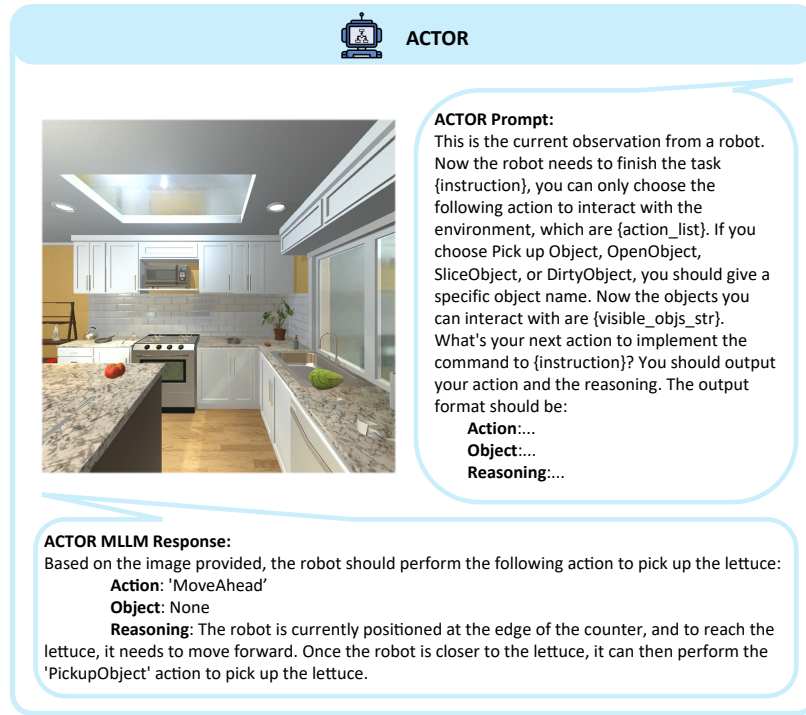 ACTOR
ACTOR Prompt:
This is the current observation from a robot.
Now the robot needs to finish the task
{instruction}, you can only choose the
following action to interact with the
environment, which are {action_list}. If you
choose Pick up Object, OpenObject,
SliceObject, or DirtyObject, you should give a
specific object name. Now the objects you
can interact with are {visible_objs_str}.
What's your next action to implement the
command to {instruction}? You should output
your action and the reasoning. The output
format should be:
Action:...
Object:...
Reasoning:...
ACTOR MLLM Response:
Based on the image provided, the robot should perform the following action to pick up the lettuce:
Action: 'MoveAhead’
Object: None
Reasoning: The robot is currently positioned at the edge of the counter, and to reach the
lettuce, it needs to move forward. Once the robot is closer to the lettuce, it can then perform the
'PickupObject' action to pick up the lettuce.